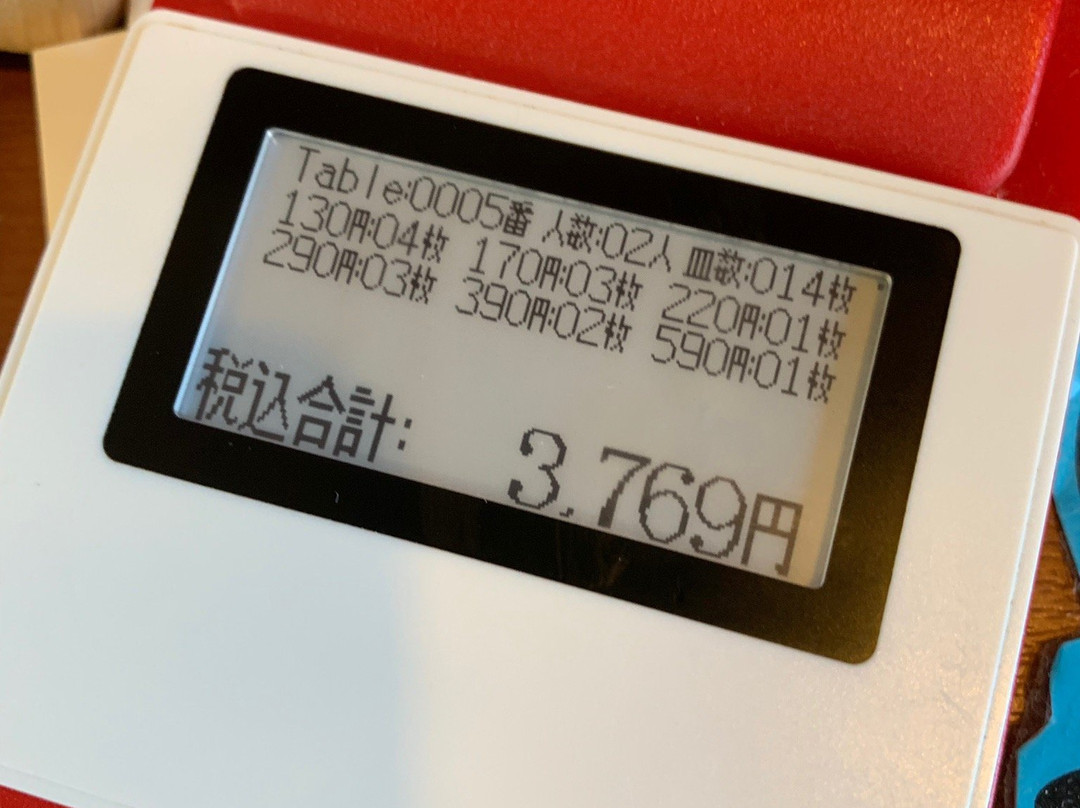 Table:0005番 人数:02人 皿数:014枚
130円:04枚 170円:03枚 220円:01枚
290円:03枚 390円:02枚 590円:01枚
税込合計: 3,769円